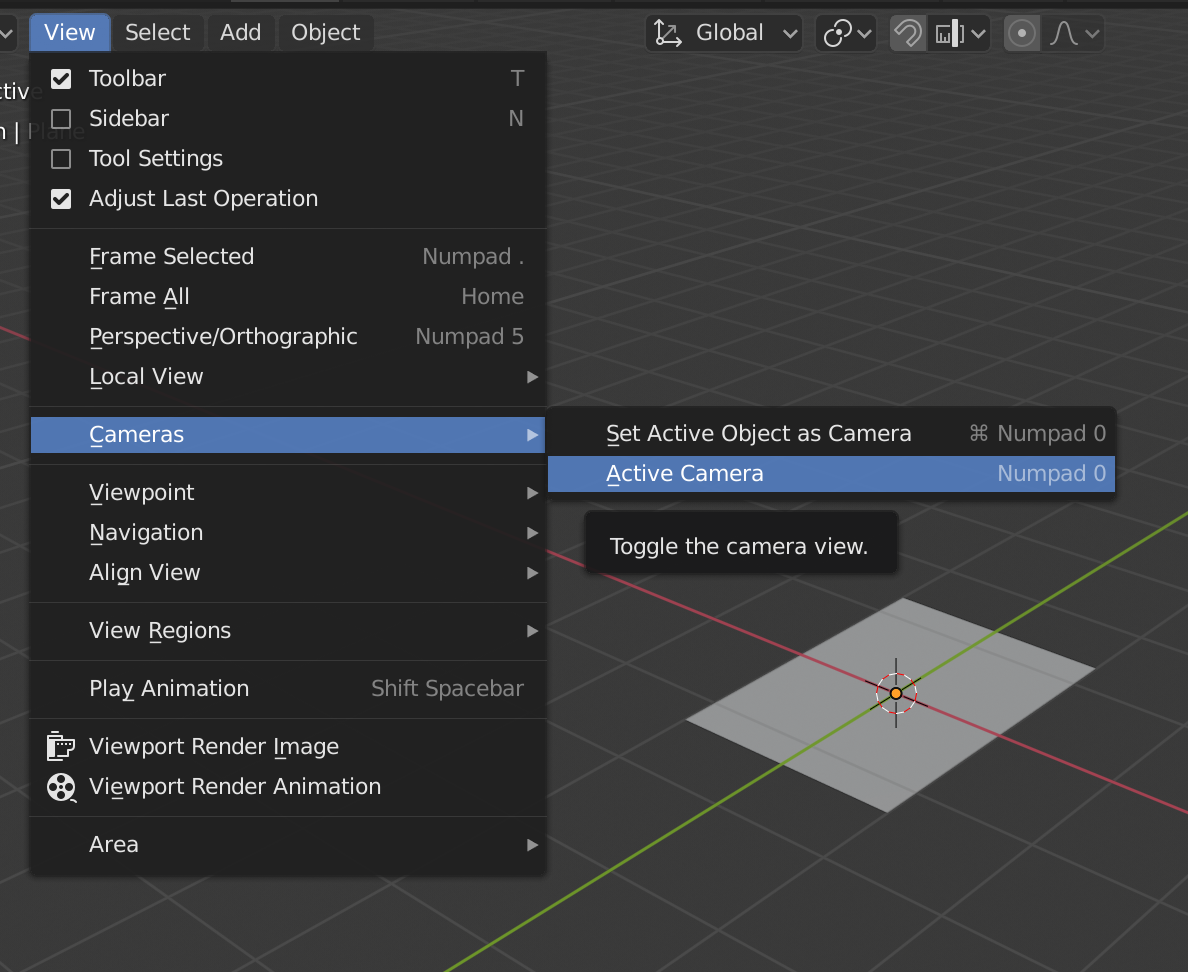 View Select Add Object Global
Toolbar T
Sidebar N
Tool Settings
Adjust Last Operation
Frame Selected Numpad .
Frame All Home
Perspective/Orthographic Numpad 5
Local View
Cameras
Set Active Object as Camera ⌘ Numpad 0
Active Camera Numpad 0
Toggle the camera view.
Viewpoint
Navigation
Align View
View Regions
Play Animation Shift Spacebar
Viewport Render Image
Viewport Render Animation
Area